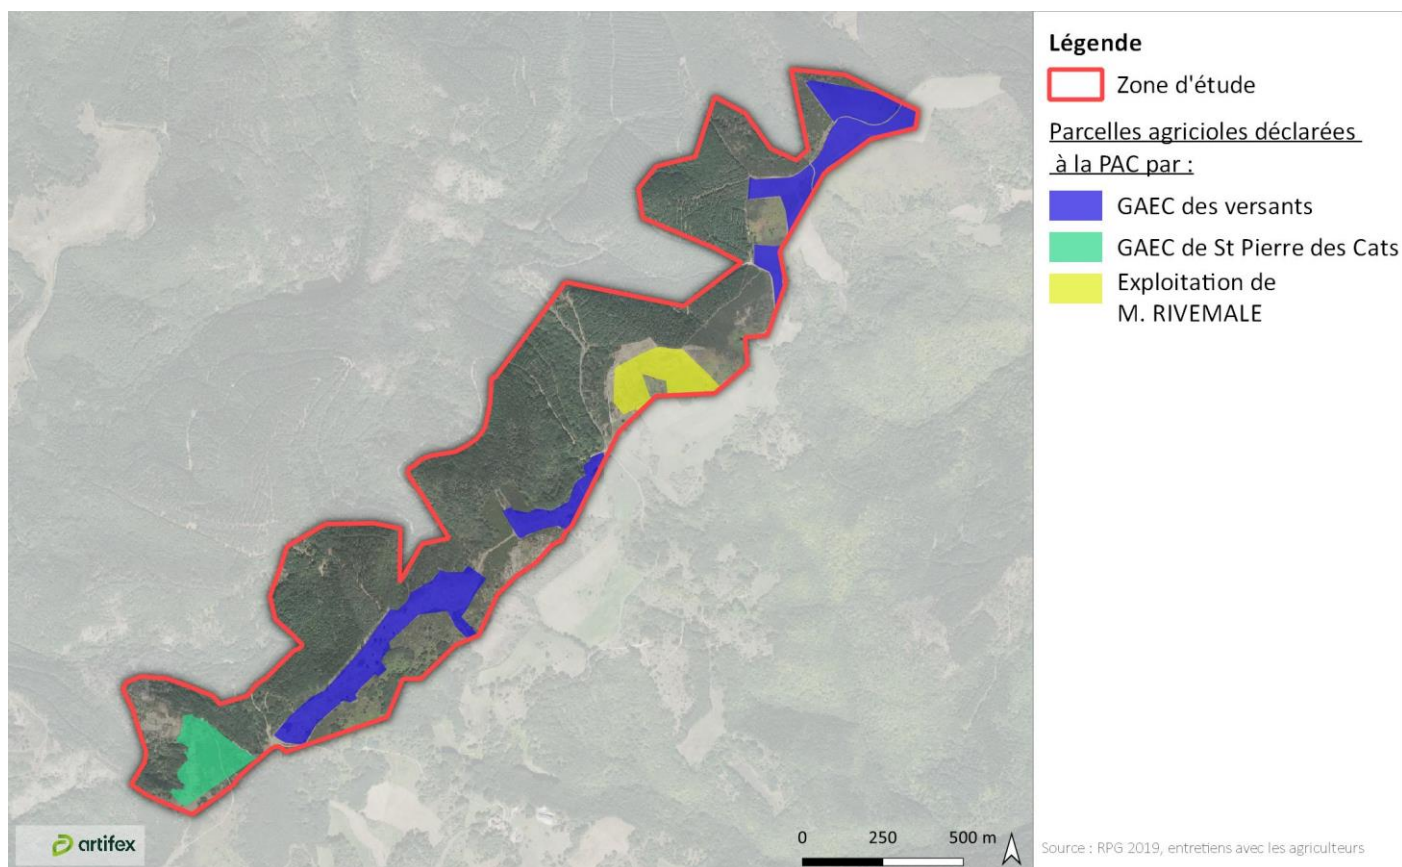 Légende
Zone d'étude
Parcelles agricioles déclarées
à la PAC par :
GAEC des versants
GAEC de St Pierre des Cats
Exploitation de
M. RIVEMALE
artifex
0 250 500 m
Source : RPG 2019, entretiens avec les agriculteurs